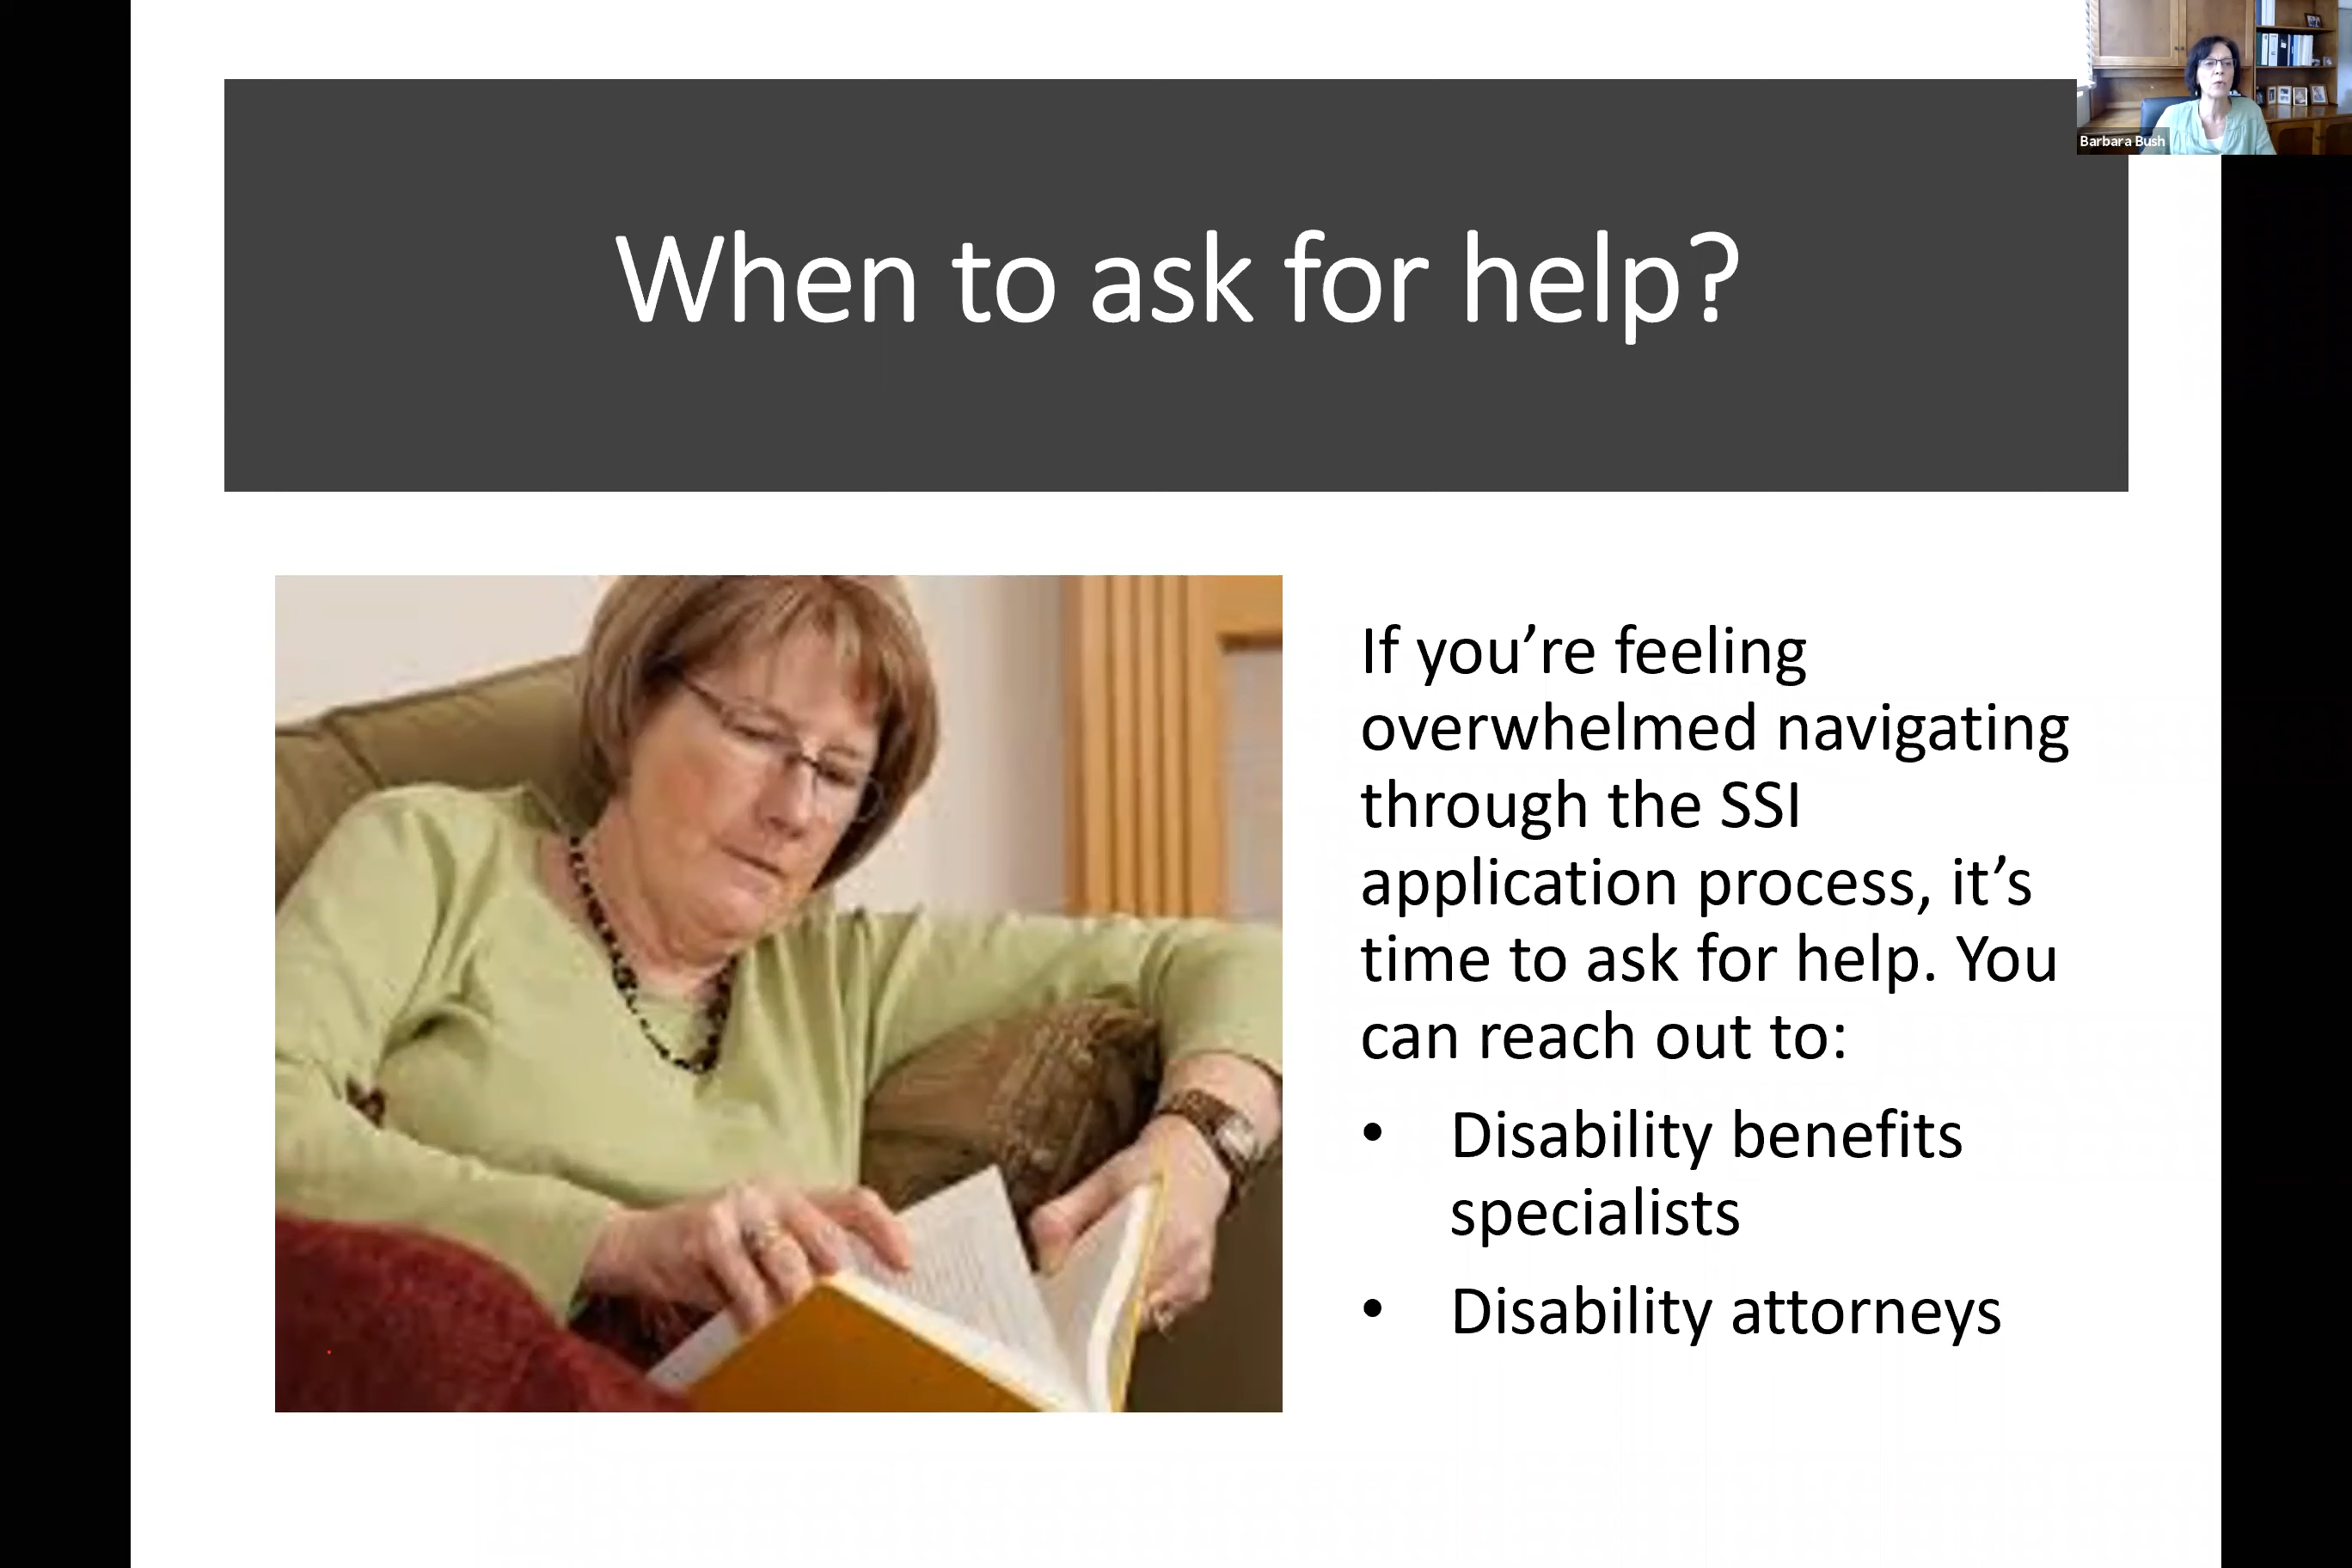 Barbara Bush
When to ask for help?
If you’re feeling
overwhelmed navigating
through the SSI
application process, it’s
time to ask for help. You
can reach out to:
• Disability benefits
specialists
• Disability attorneys